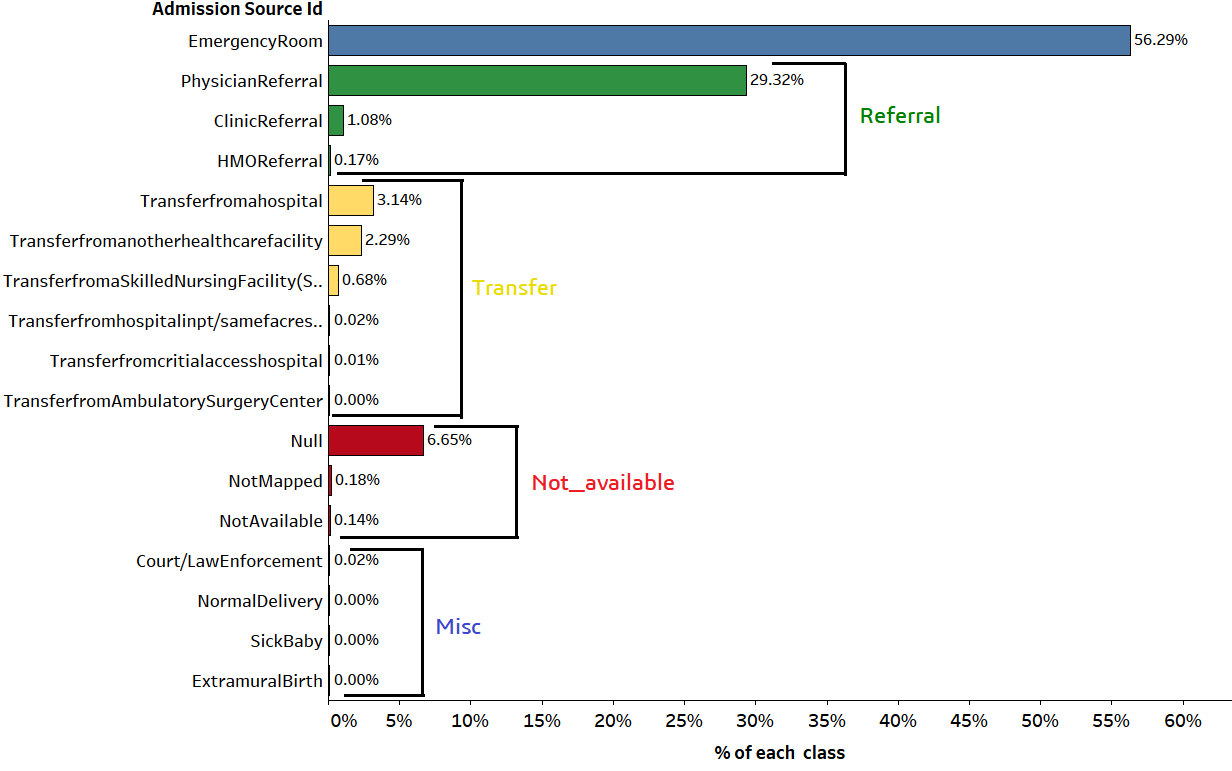 Admission Source Id
EmergencyRoom 56.29%
PhysicianReferral 29.32%
Referral
ClinicReferral 1.08%
HMOReferral 0.17%
Transferfromahospital 3.14%
Transferfromanotherhealthcarefacility 2.29%
TransferfromaSkilledNursingFacility(S.. 0.68%
Transfer
Transferfromhospitalinpt/samefacres.. 0.02%
Transferfromcritialaccesshospital 0.01%
TransferfromAmbulatorySurgeryCenter 0.00%
Null 6.65%
NotMapped 0.18%
Not_available
NotAvailable 0.14%
Court/LawEnforcement 0.02%
NormalDelivery 0.00%
Misc
SickBaby 0.00%
ExtramuralBirth 0.00%
0% 5% 10% 15% 20% 25% 30% 35% 40% 45% 50% 55% 60%
% of each class